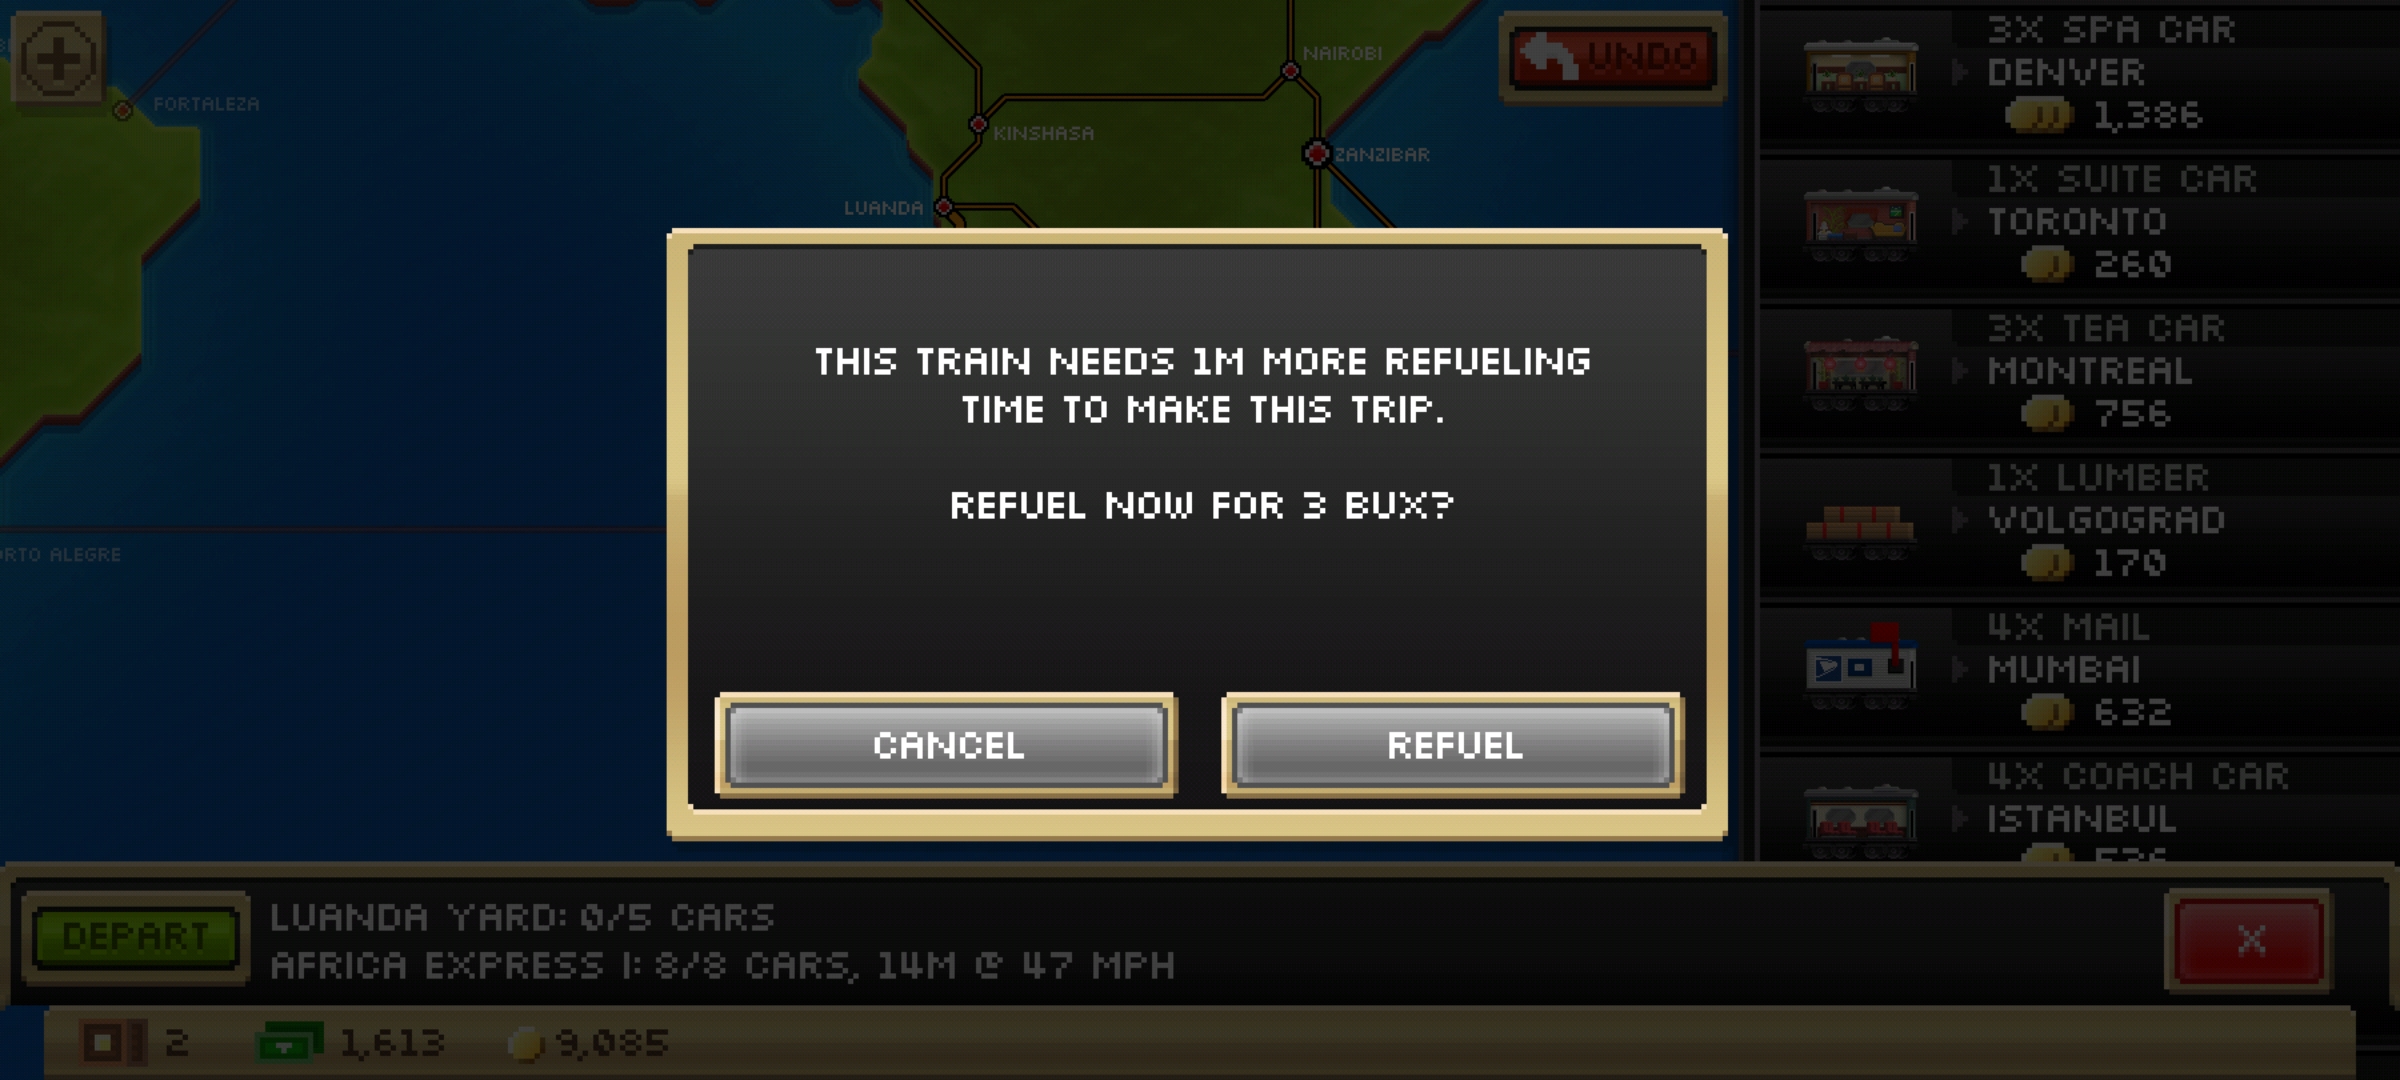 FORTALEZA
NAIROBI
KINSHASA
ZANZIBAR
LUANDA
RTO ALEGRE
UNDO
THIS TRAIN NEEDS 1M MORE REFUELING
TIME TO MAKE THIS TRIP.
REFUEL NOW FOR 3 BUX?
CANCEL
REFUEL
3X SPA CAR
DENVER
1,386
1X SUITE CAR
TORONTO
260
3X TEA CAR
MONTREAL
756
1X LUMBER
VOLGOGRAD
170
4X MAIL
MUMBAI
632
4X COACH CAR
ISTANBUL
DEPART
LUANDA YARD: 0/5 CARS
AFRICA EXPRESS I: 8/8 CARS, 14M @ 47 MPH
X
2
1,613
9,085